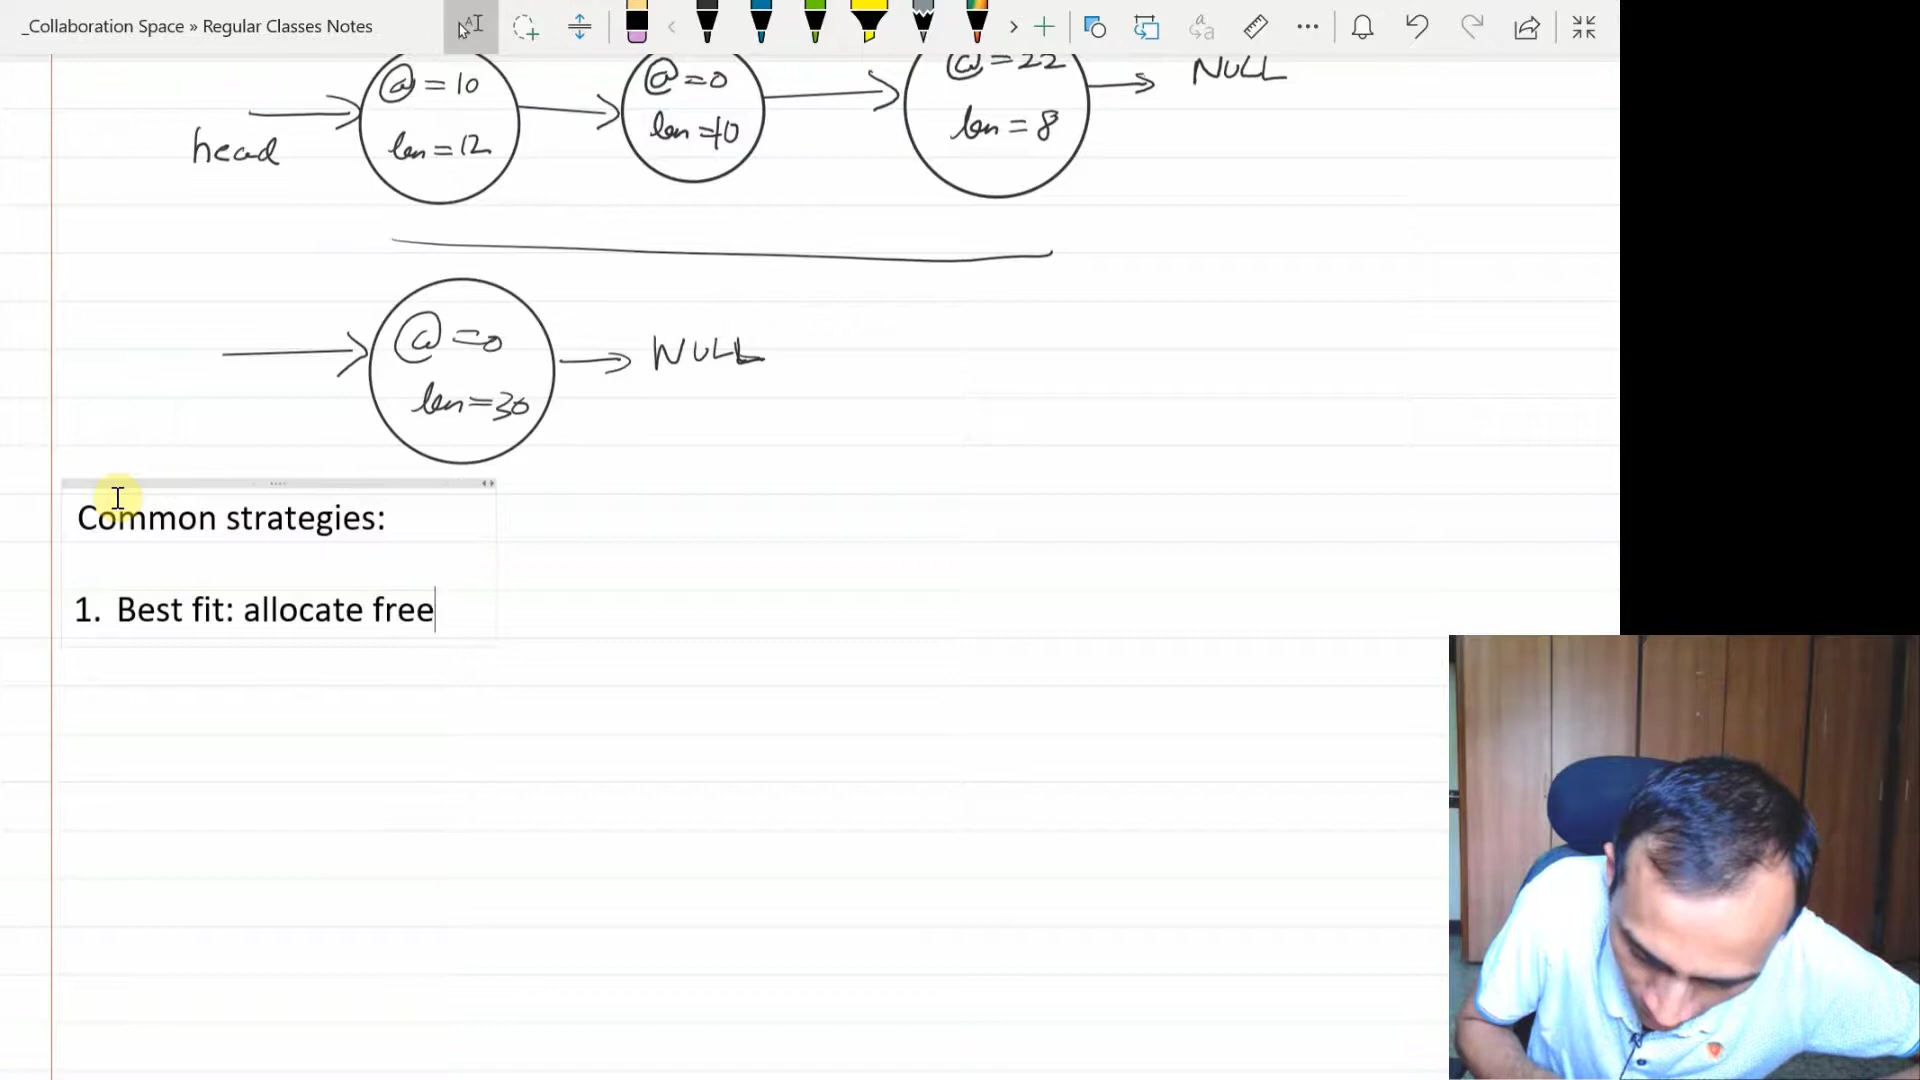 _Collaboration Space » Regular Classes Notes
@ = 10
@ = 0
@ = 22
NULL
head
len = 12
len = 10
len = 8
@ = 0
NULL
len = 30
Common strategies:
1. Best fit: allocate free